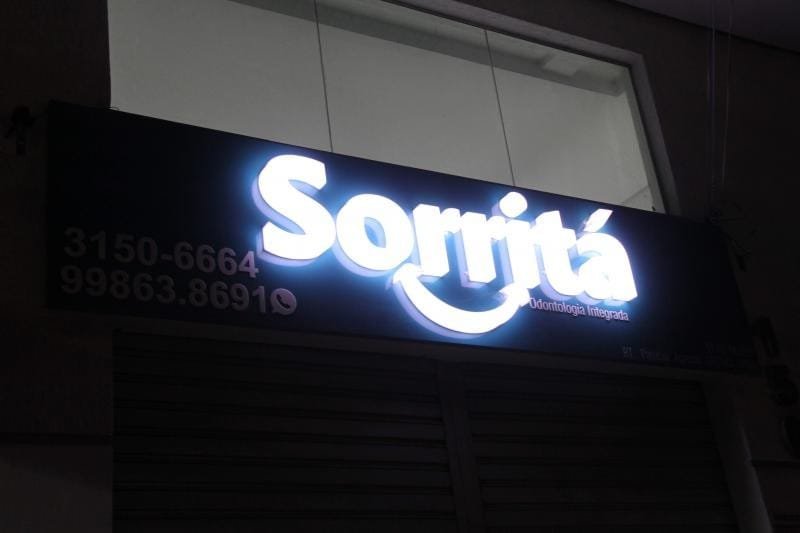 Sorritá
Odontologia Integrada
3150-6664
99863.8691